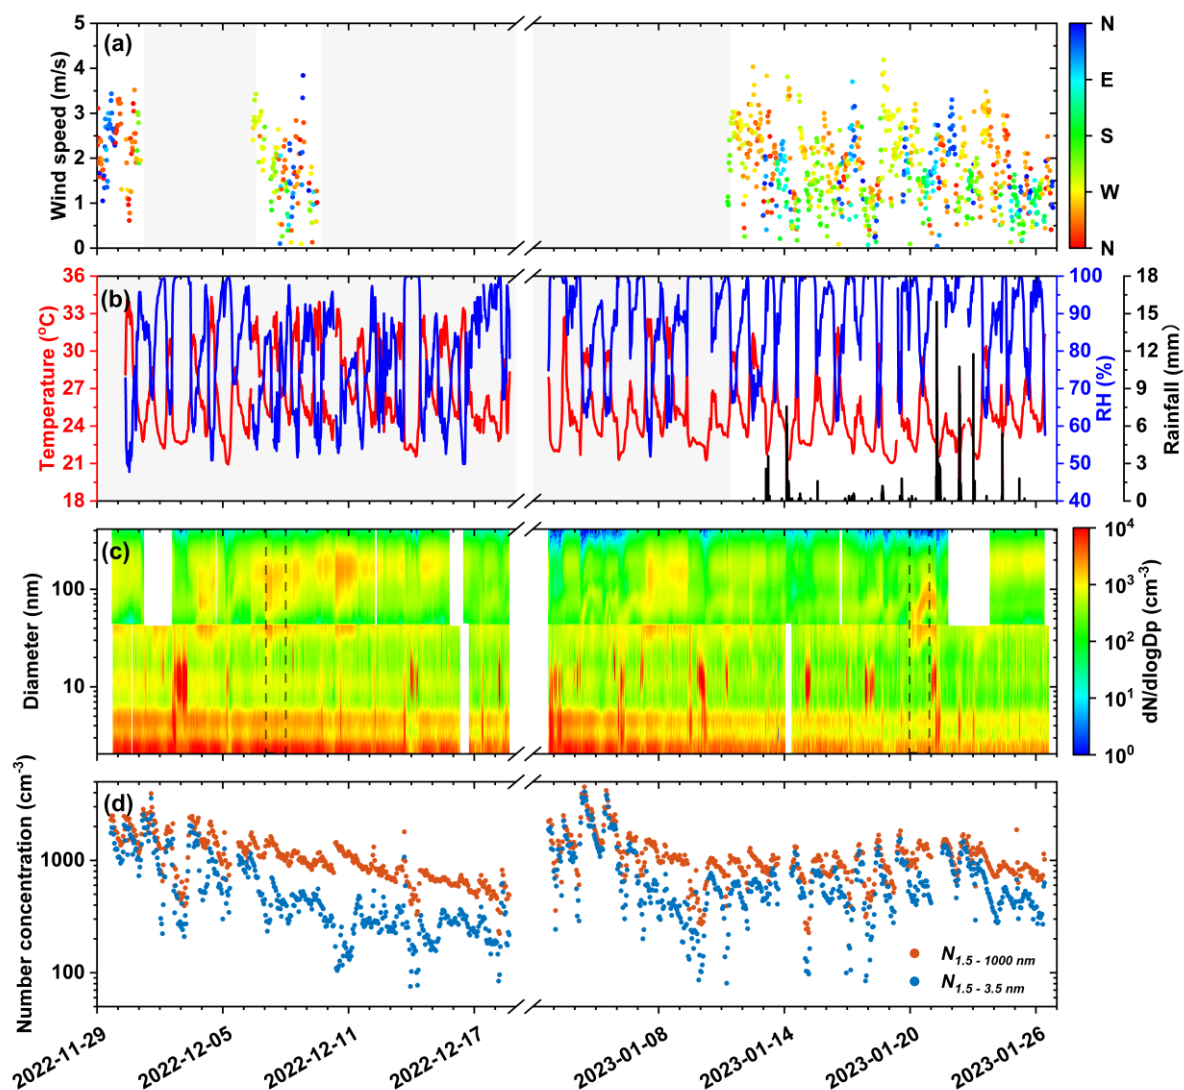 (a)
Wind speed (m/s)
5
4
3
2
1
0
N
E
S
W
N
(b)
Temperature (°C)
36
33
30
27
24
21
18
100
90
80
70
60
50
40
RH (%)
18
15
12
9
6
3
0
Rainfall (mm)
(c)
Diameter (nm)
100
10
10⁴
10³
10²
10¹
10⁰
dN/dlogDp (cm⁻³)
(d)
Number concentration (cm⁻³)
1000
100
N1.5 - 1000 nm
N1.5 - 3.5 nm
2022-11-29
2022-12-05
2022-12-11
2022-12-17
2023-01-08
2023-01-14
2023-01-20
2023-01-26